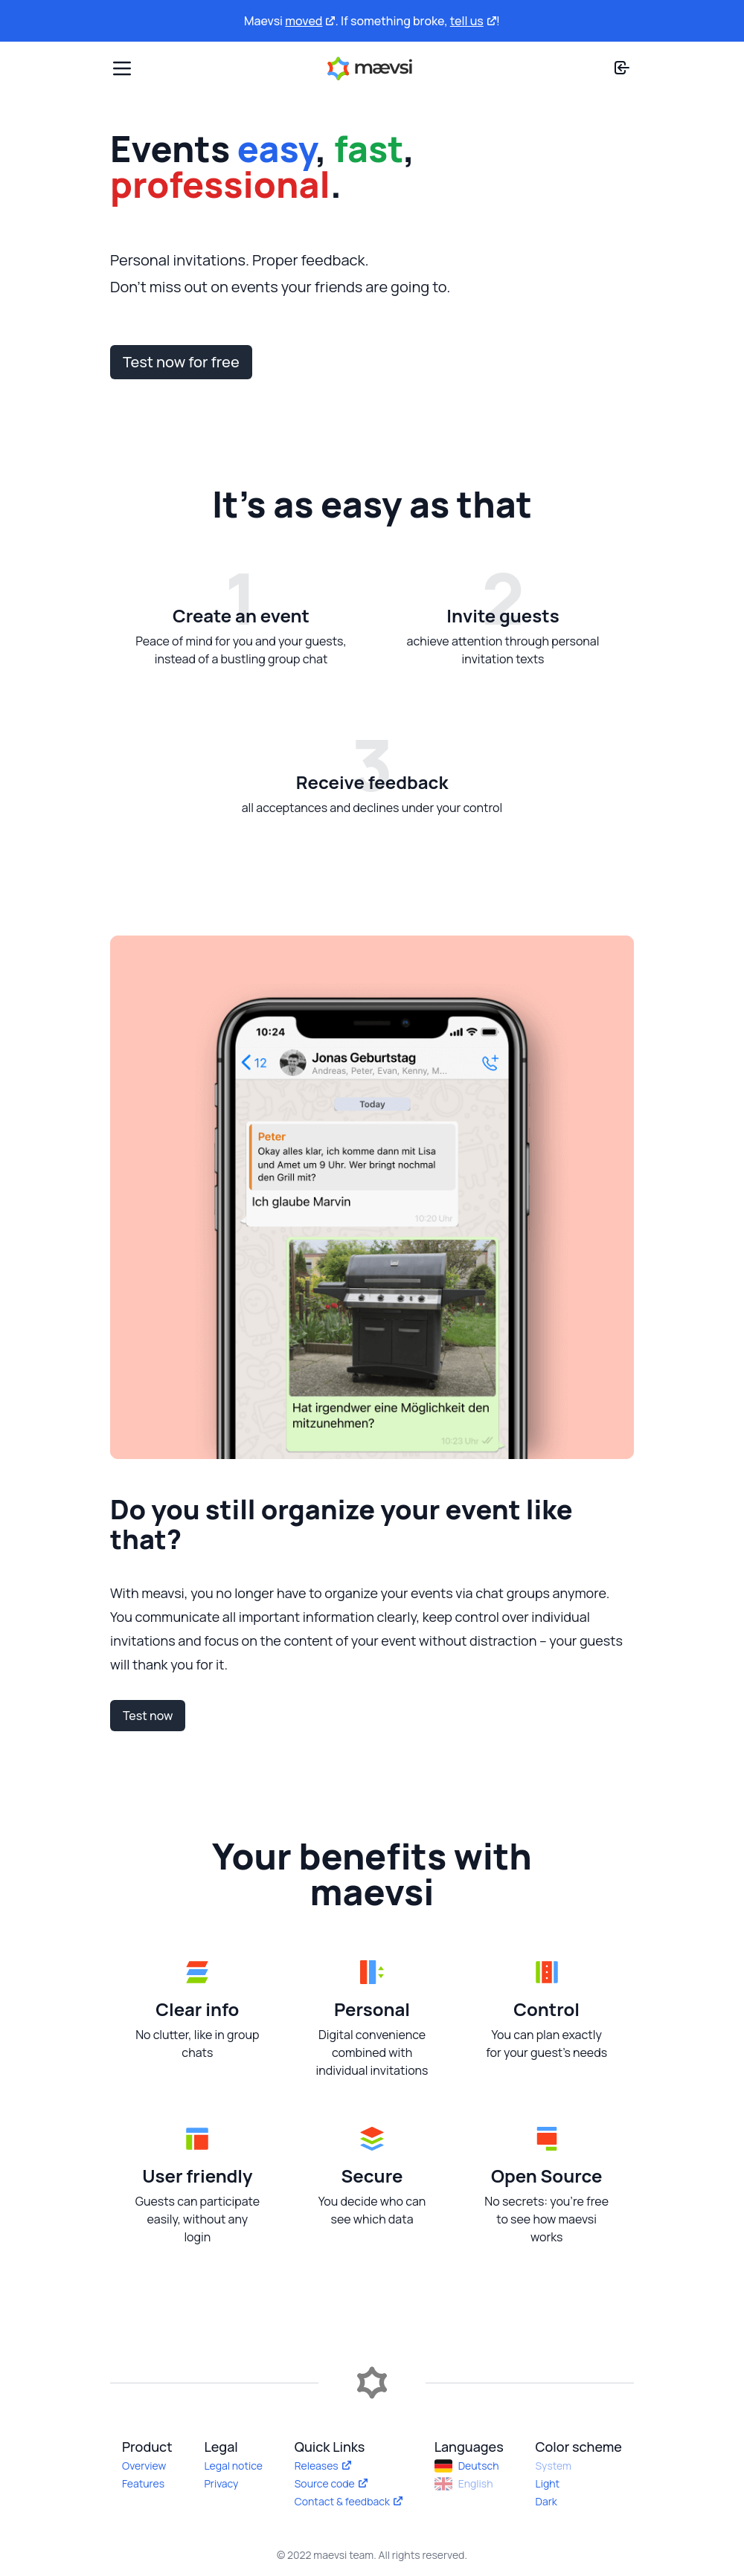 Maevsi moved. If something broke, tell us!
mævsi
Events easy, fast,
professional.
Personal invitations. Proper feedback.
Don't miss out on events your friends are going to.
Test now for free
It's as easy as that
1
Create an event
Peace of mind for you and your guests,
instead of a bustling group chat
2
Invite guests
achieve attention through personal
invitation texts
3
Receive feedback
all acceptances and declines under your control
10:24
12
Jonas Geburtstag
Andreas, Peter, Evan, Kenny, M...
Today
Peter
Okay alles klar, ich komme dann mit Lisa
und Amet um 9 Uhr. Wer bringt nochmal
den Grill mit?
Ich glaube Marvin
10:20 Uhr
Hat irgendwer eine Möglichkeit den
mitzunehmen?
10:23 Uhr
Do you still organize your event like
that?
With meavsi, you no longer have to organize your events via chat groups anymore.
You communicate all important information clearly, keep control over individual
invitations and focus on the content of your event without distraction – your guests
will thank you for it.
Test now
Your benefits with
maevsi
Clear info
No clutter, like in group
chats
Personal
Digital convenience
combined with
individual invitations
Control
You can plan exactly
for your guest's needs
User friendly
Guests can participate
easily, without any
login
Secure
You decide who can
see which data
Open Source
No secrets: you're free
to see how maevsi
works
Product
Overview
Features
Legal
Legal notice
Privacy
Quick Links
Releases
Source code
Contact & feedback
Languages
Deutsch
English
Color scheme
System
Light
Dark
© 2022 maevsi team. All rights reserved.